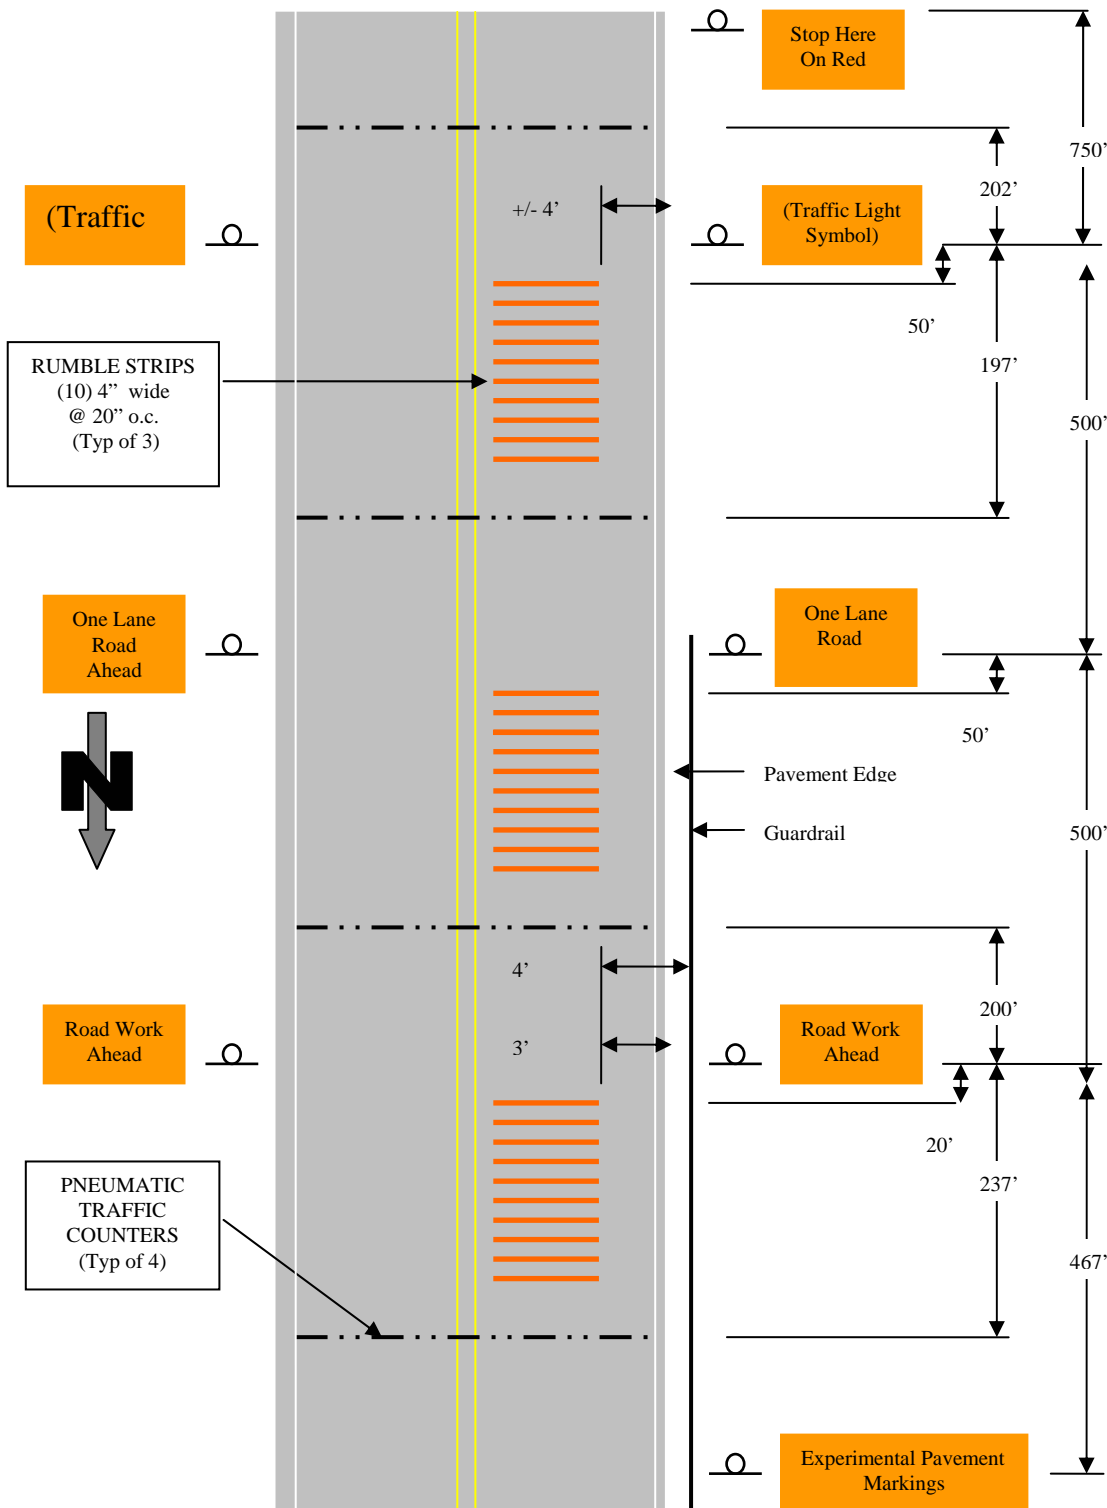 Stop Here
On Red
750’
202’
(Traffic
+/- 4’
(Traffic Light
Symbol)
50’
197’
RUMBLE STRIPS
(10) 4” wide
@ 20” o.c.
(Typ of 3)
500’
One Lane
Road
Ahead
One Lane
Road
50’
N
Pavement Edge
Guardrail
500’
4’
200’
Road Work
Ahead
3’
Road Work
Ahead
20’
237’
PNEUMATIC
TRAFFIC
COUNTERS
(Typ of 4)
467’
Experimental Pavement
Markings